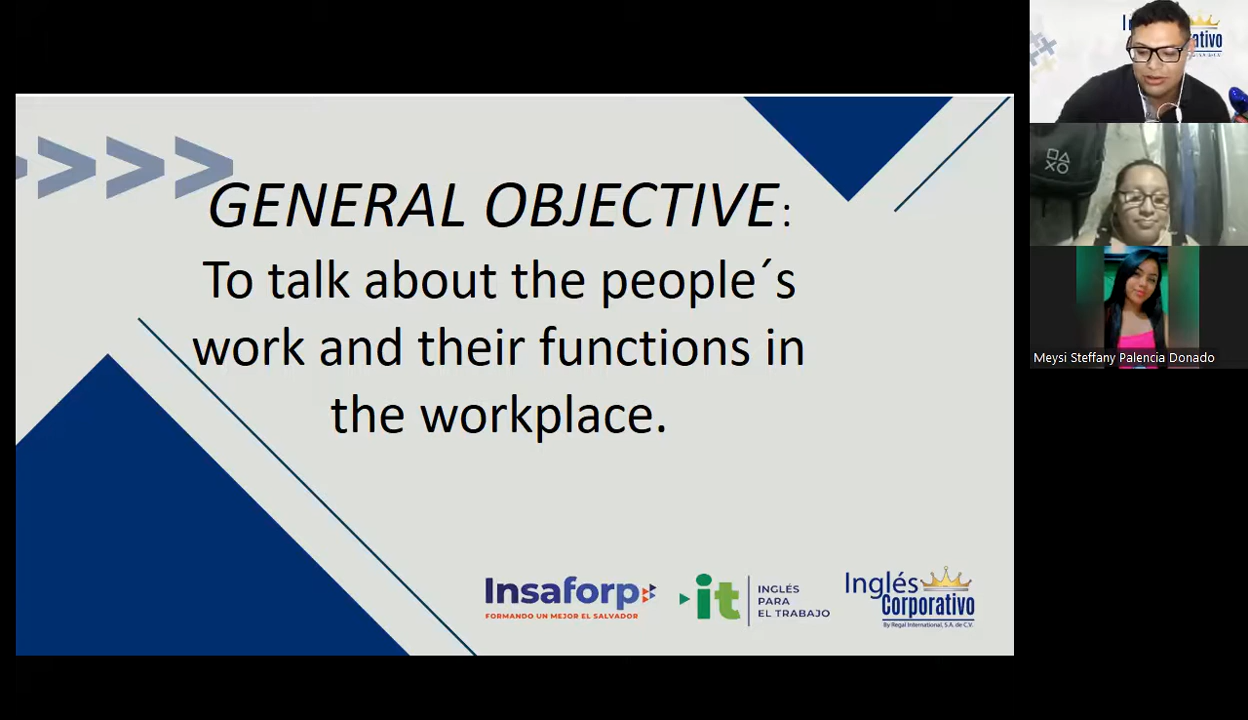 GENERAL OBJECTIVE:
To talk about the people´s
work and their functions in
the workplace.
Insaforp
FORMANDO UN MEJOR EL SALVADOR
it
INGLÉS
PARA
EL TRABAJO
Inglés
Corporativo
By Regal International, S.A. de C.V.
Meysi Steffany Palencia Donado